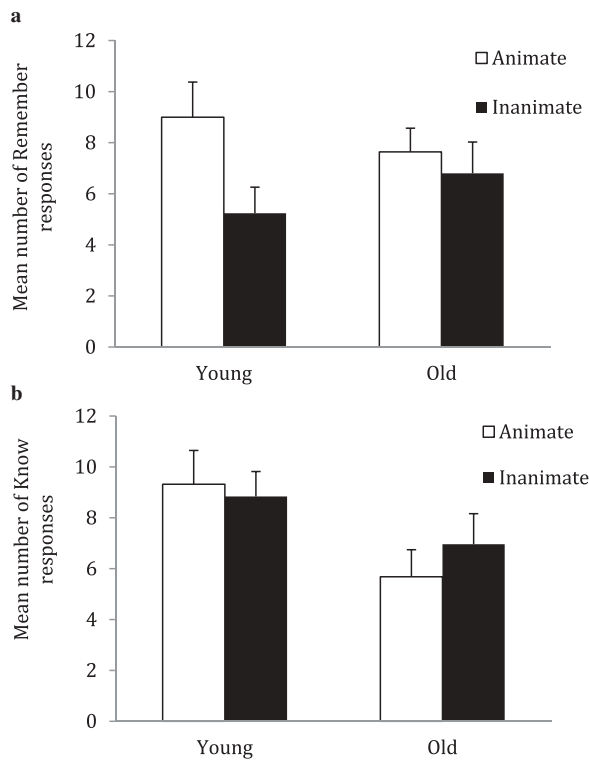 a
12
10
8
6
4
2
0
Mean number of Remember
responses
Animate
Inanimate
Young
Old
b
12
10
8
6
4
2
0
Mean number of Know
responses
Animate
Inanimate
Young
Old